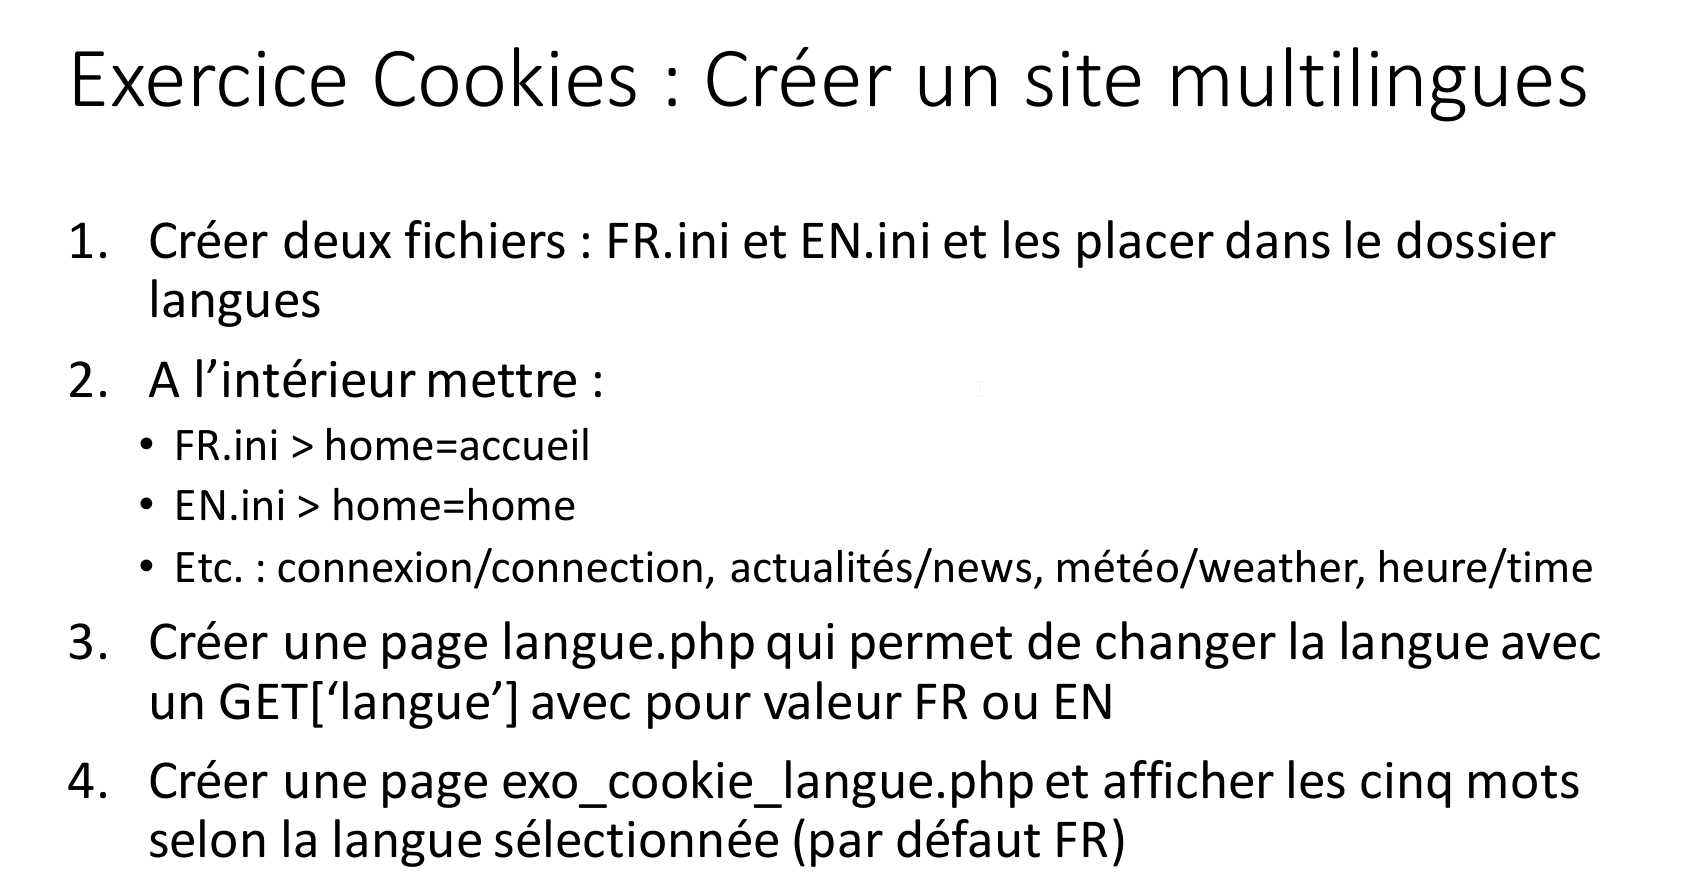 Exercice Cookies : Créer un site multilingues
1. Créer deux fichiers : FR.ini et EN.ini et les placer dans le dossier
langues
2. A l’intérieur mettre :
• FR.ini > home=accueil
• EN.ini > home=home
• Etc. : connexion/connection, actualités/news, météo/weather, heure/time
3. Créer une page langue.php qui permet de changer la langue avec
un GET[‘langue’] avec pour valeur FR ou EN
4. Créer une page exo_cookie_langue.php et afficher les cinq mots
selon la langue sélectionnée (par défaut FR)